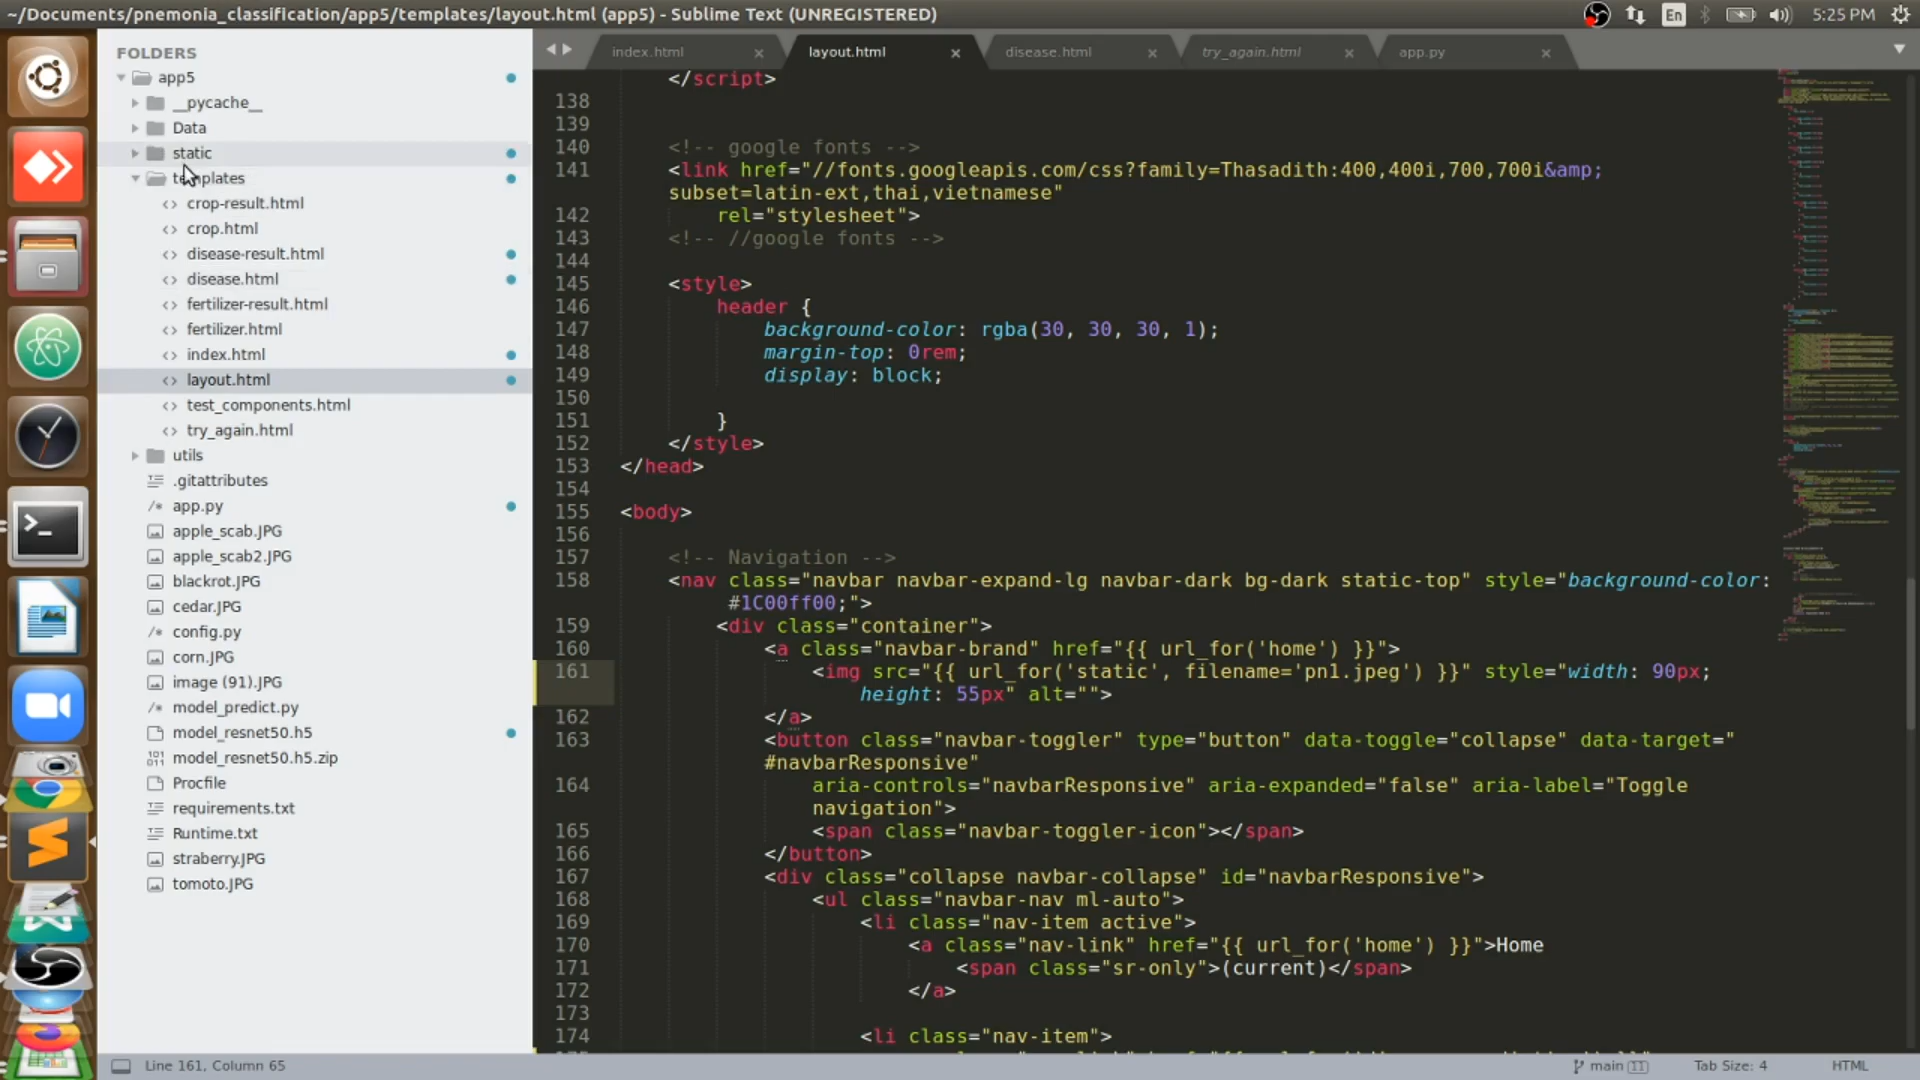 ~/Documents/pnemonia_classification/app5/templates/layout.html (app5) - Sublime Text (UNREGISTERED)
En
5:25 PM
FOLDERS
app5
__pycache__
Data
static
templates
crop-result.html
crop.html
disease-result.html
disease.html
fertilizer-result.html
fertilizer.html
index.html
layout.html
test_components.html
try_again.html
utils
.gitattributes
app.py
apple_scab.JPG
apple_scab2.JPG
blackrot.JPG
cedar.JPG
config.py
corn.JPG
image (91).JPG
model_predict.py
model_resnet50.h5
model_resnet50.h5.zip
Procfile
requirements.txt
Runtime.txt
straberry.JPG
tomoto.JPG
index.html
layout.html
disease.html
try_again.html
app.py
</script>
138
139
140 <!-- google fonts -->
141 <link href="//fonts.googleapis.com/css?family=Thasadith:400,400i,700,700i&amp;
subset=latin-ext,thai,vietnamese"
142 rel="stylesheet">
143 <!-- //google fonts -->
144
145 <style>
146 header {
147 background-color: rgba(30, 30, 30, 1);
148 margin-top: 0rem;
149 display: block;
150
151 }
152 </style>
153 </head>
154
155 <body>
156
157 <!-- Navigation -->
158 <nav class="navbar navbar-expand-lg navbar-dark bg-dark static-top" style="background-color:
#1C00ff00;">
159 <div class="container">
160 <a class="navbar-brand" href="{{ url_for('home') }}">
161 <img src="{{ url_for('static', filename='pn1.jpeg') }}" style="width: 90px;
height: 55px" alt="">
162 </a>
163 <button class="navbar-toggler" type="button" data-toggle="collapse" data-target="
#navbarResponsive"
164 aria-controls="navbarResponsive" aria-expanded="false" aria-label="Toggle
navigation">
165 <span class="navbar-toggler-icon"></span>
166 </button>
167 <div class="collapse navbar-collapse" id="navbarResponsive">
168 <ul class="navbar-nav ml-auto">
169 <li class="nav-item active">
170 <a class="nav-link" href="{{ url_for('home') }}">Home
171 <span class="sr-only">(current)</span>
172 </a>
173
174 <li class="nav-item">
Line 161, Column 65
main 11
Tab Size: 4
HTML